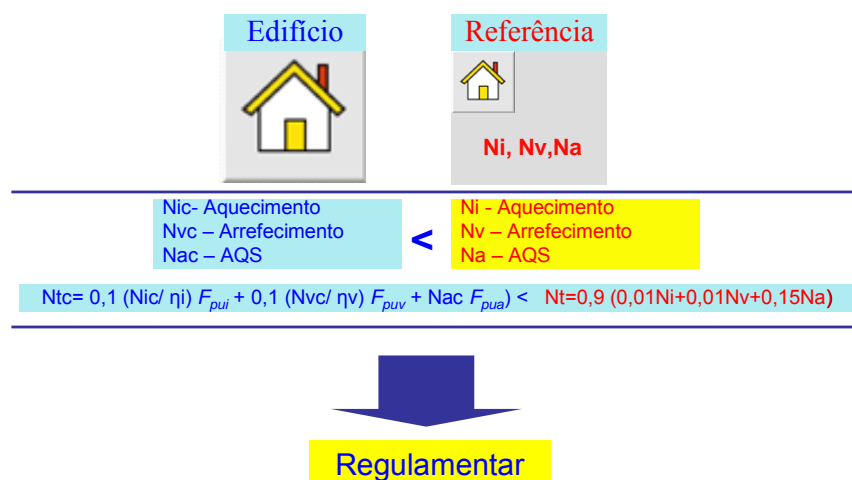 Edifício
Referência
Ni, Nv,Na
Nic- Aquecimento
Nvc – Arrefecimento
Nac – AQS
<
Ni - Aquecimento
Nv – Arrefecimento
Na – AQS
Ntc= 0,1 (Nic/ ηi) Fpui + 0,1 (Nvc/ ηv) Fpuv + Nac Fpua) < Nt=0,9 (0,01Ni+0,01Nv+0,15Na)
Regulamentar